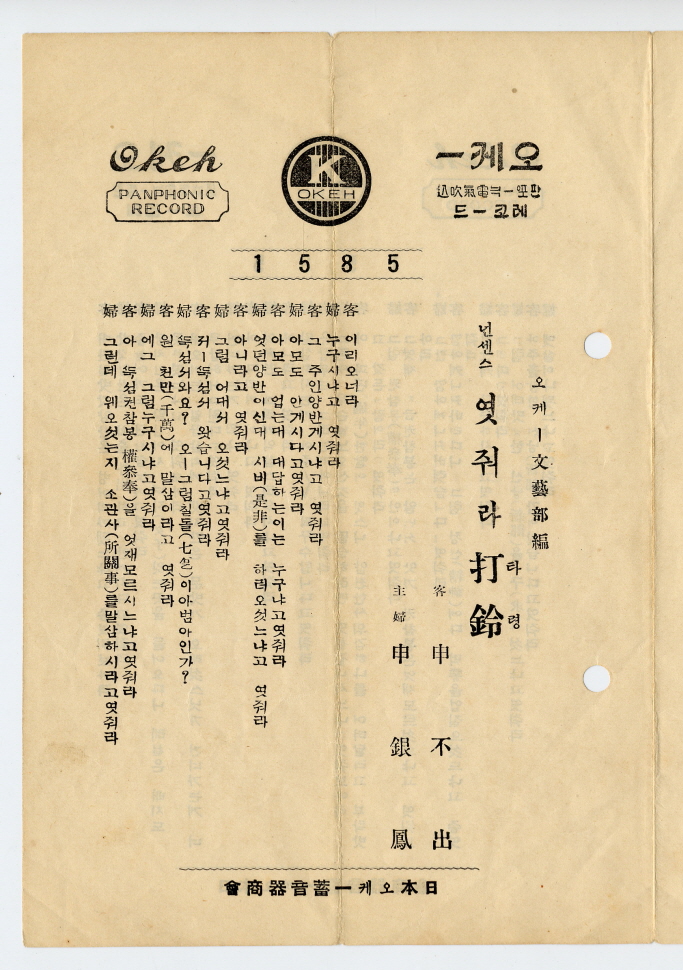 Okeh
PANPHONIC
RECORD
K
OKEH
오케ー
판쯔ー크電氣吹込
레코ー드
1585
오케ー文藝部編
넌센스 엿줘라打鈴
타령
客 申不出
主婦 申銀鳳
客 이리오너라
婦 누구시냐고 엿줘라
客 그 주인양반게시냐고 엿줘라
婦 아모도 안게시다고엿줘라
客 아모도 업는대 대답하는이는 누구냐고엿줘라
婦 엇던양반이신대 시비(是非)를 하려오섯느냐고 엿줘라
客 아니라고 엿줘라
婦 그럼 어대서 오섯느냐고엿줘라
客 저ー뚝섬서 왓습니다고엿줘라
婦 뚝섬서와요? 오ー그럼칠돌(七乭)이아범아인가?
客 원 천만(千萬)에 말삼이라고 엿줘라
婦 에그 그럼누구시냐고엿줘라
客 아 뚝섬권참봉(權叅奉)을 엇재모르시느냐고엿줘라
婦 그런데 웨오섯는지 소관사(所關事)를말삼하시라고엿줘라
日本오케ー蓄音器商會